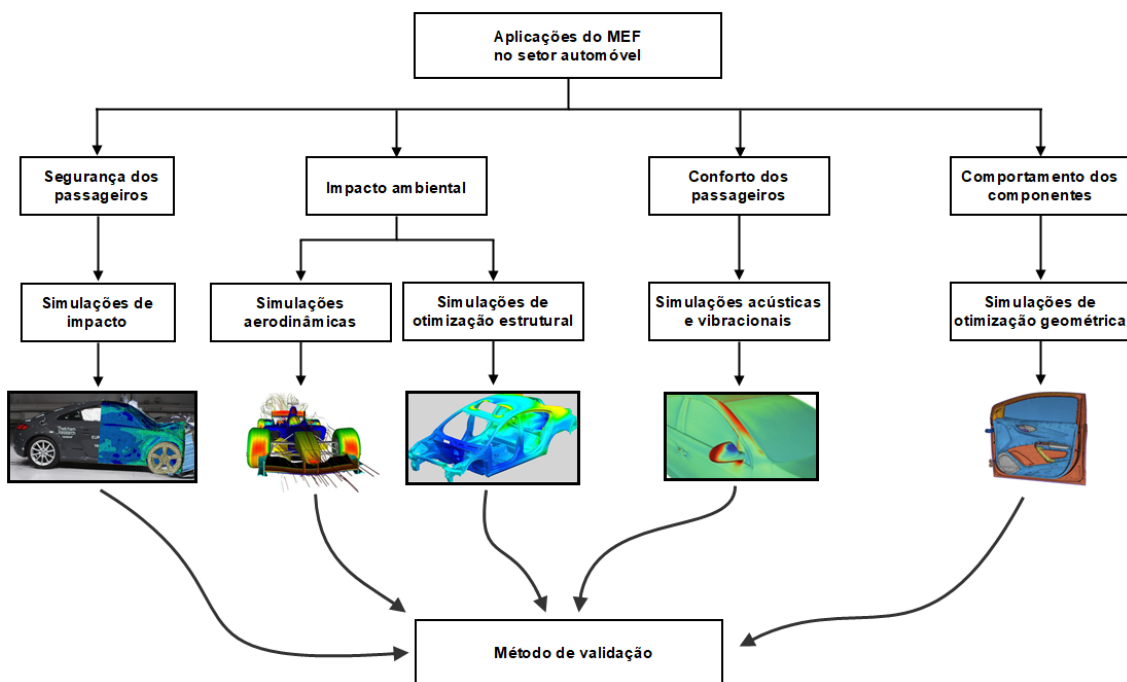 Aplicações do MEF
no setor automóvel
Segurança dos
passageiros
Impacto ambiental
Conforto dos
passageiros
Comportamento dos
componentes
Simulações de
impacto
Simulações
aerodinâmicas
Simulações de
otimização estrutural
Simulações acústicas
e vibracionais
Simulações de
otimização geométrica
Método de validação